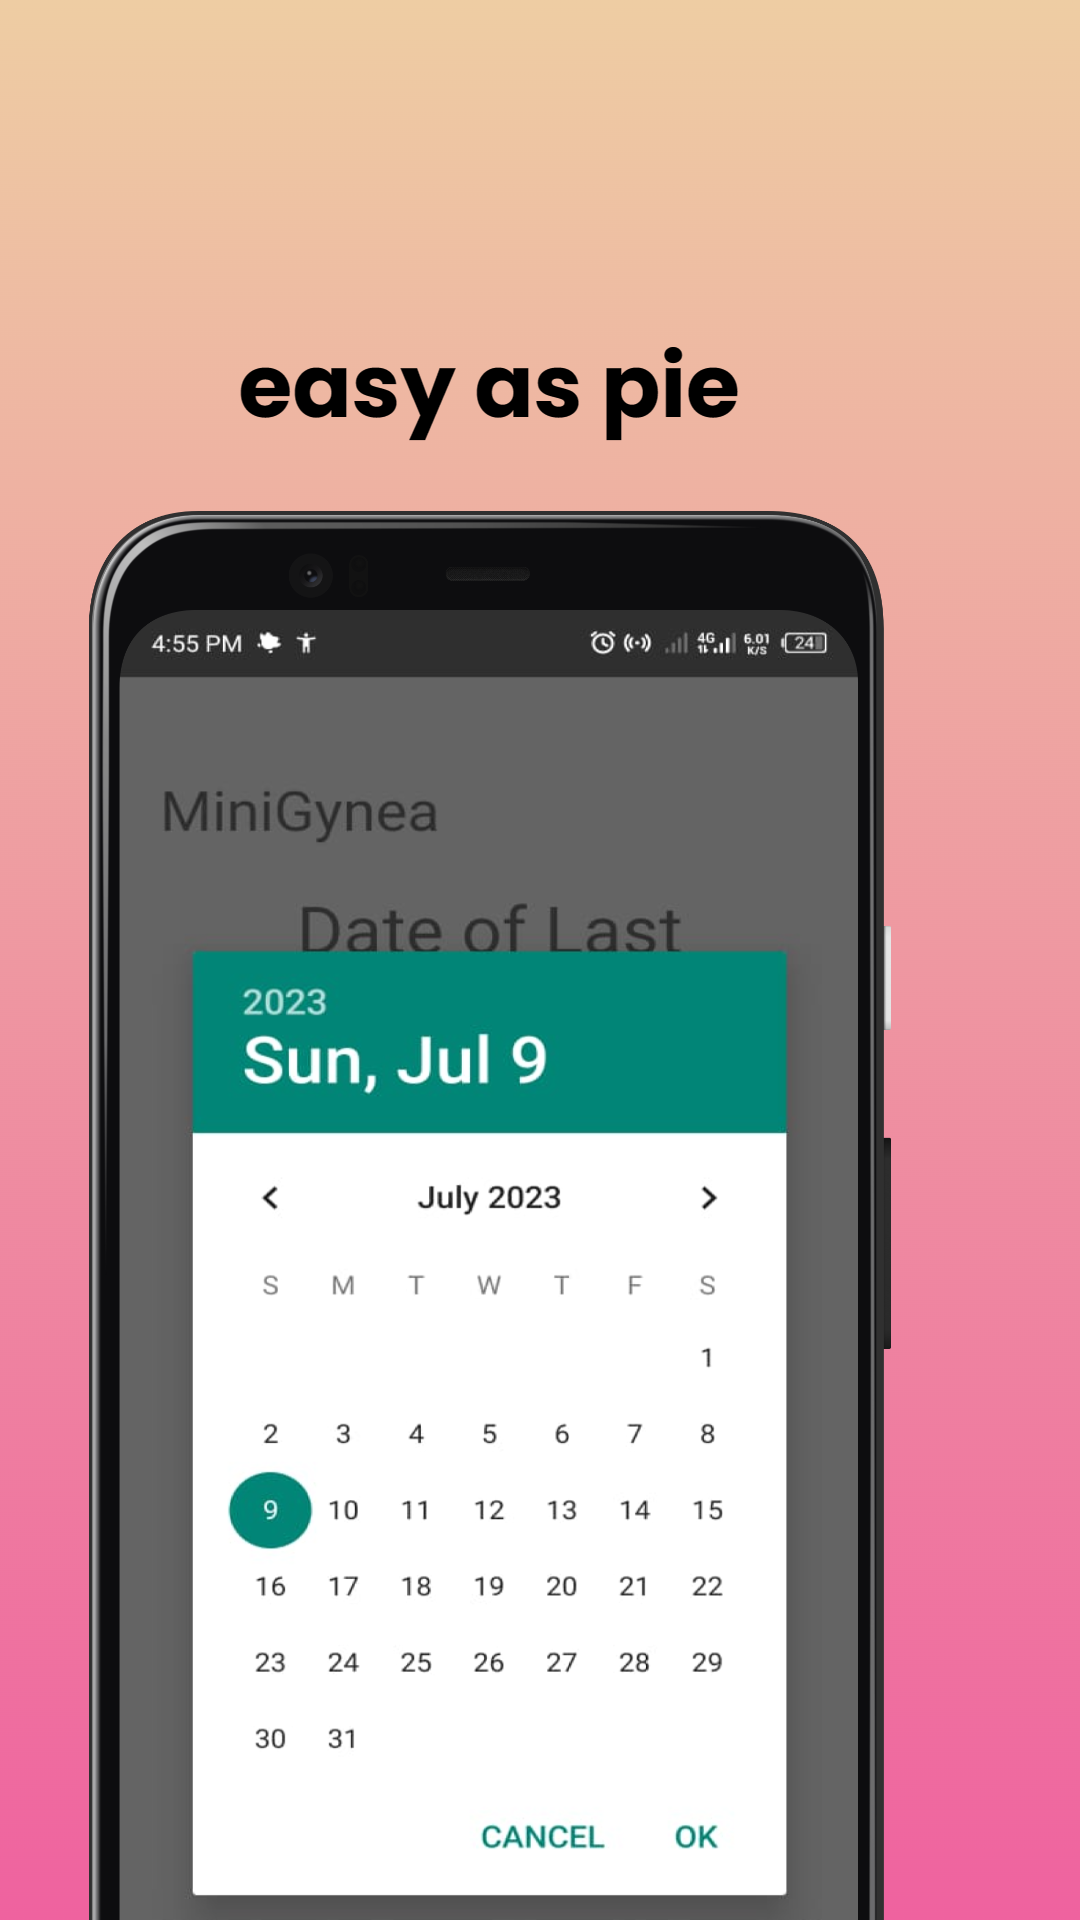 easy as pie
4:55 PM 4G 6.01 K/S 24
MiniGynea
Date of Last
2023
Sun, Jul 9
July 2023
S M T W T F S
1
2 3 4 5 6 7 8
9 10 11 12 13 14 15
16 17 18 19 20 21 22
23 24 25 26 27 28 29
30 31
CANCEL OK